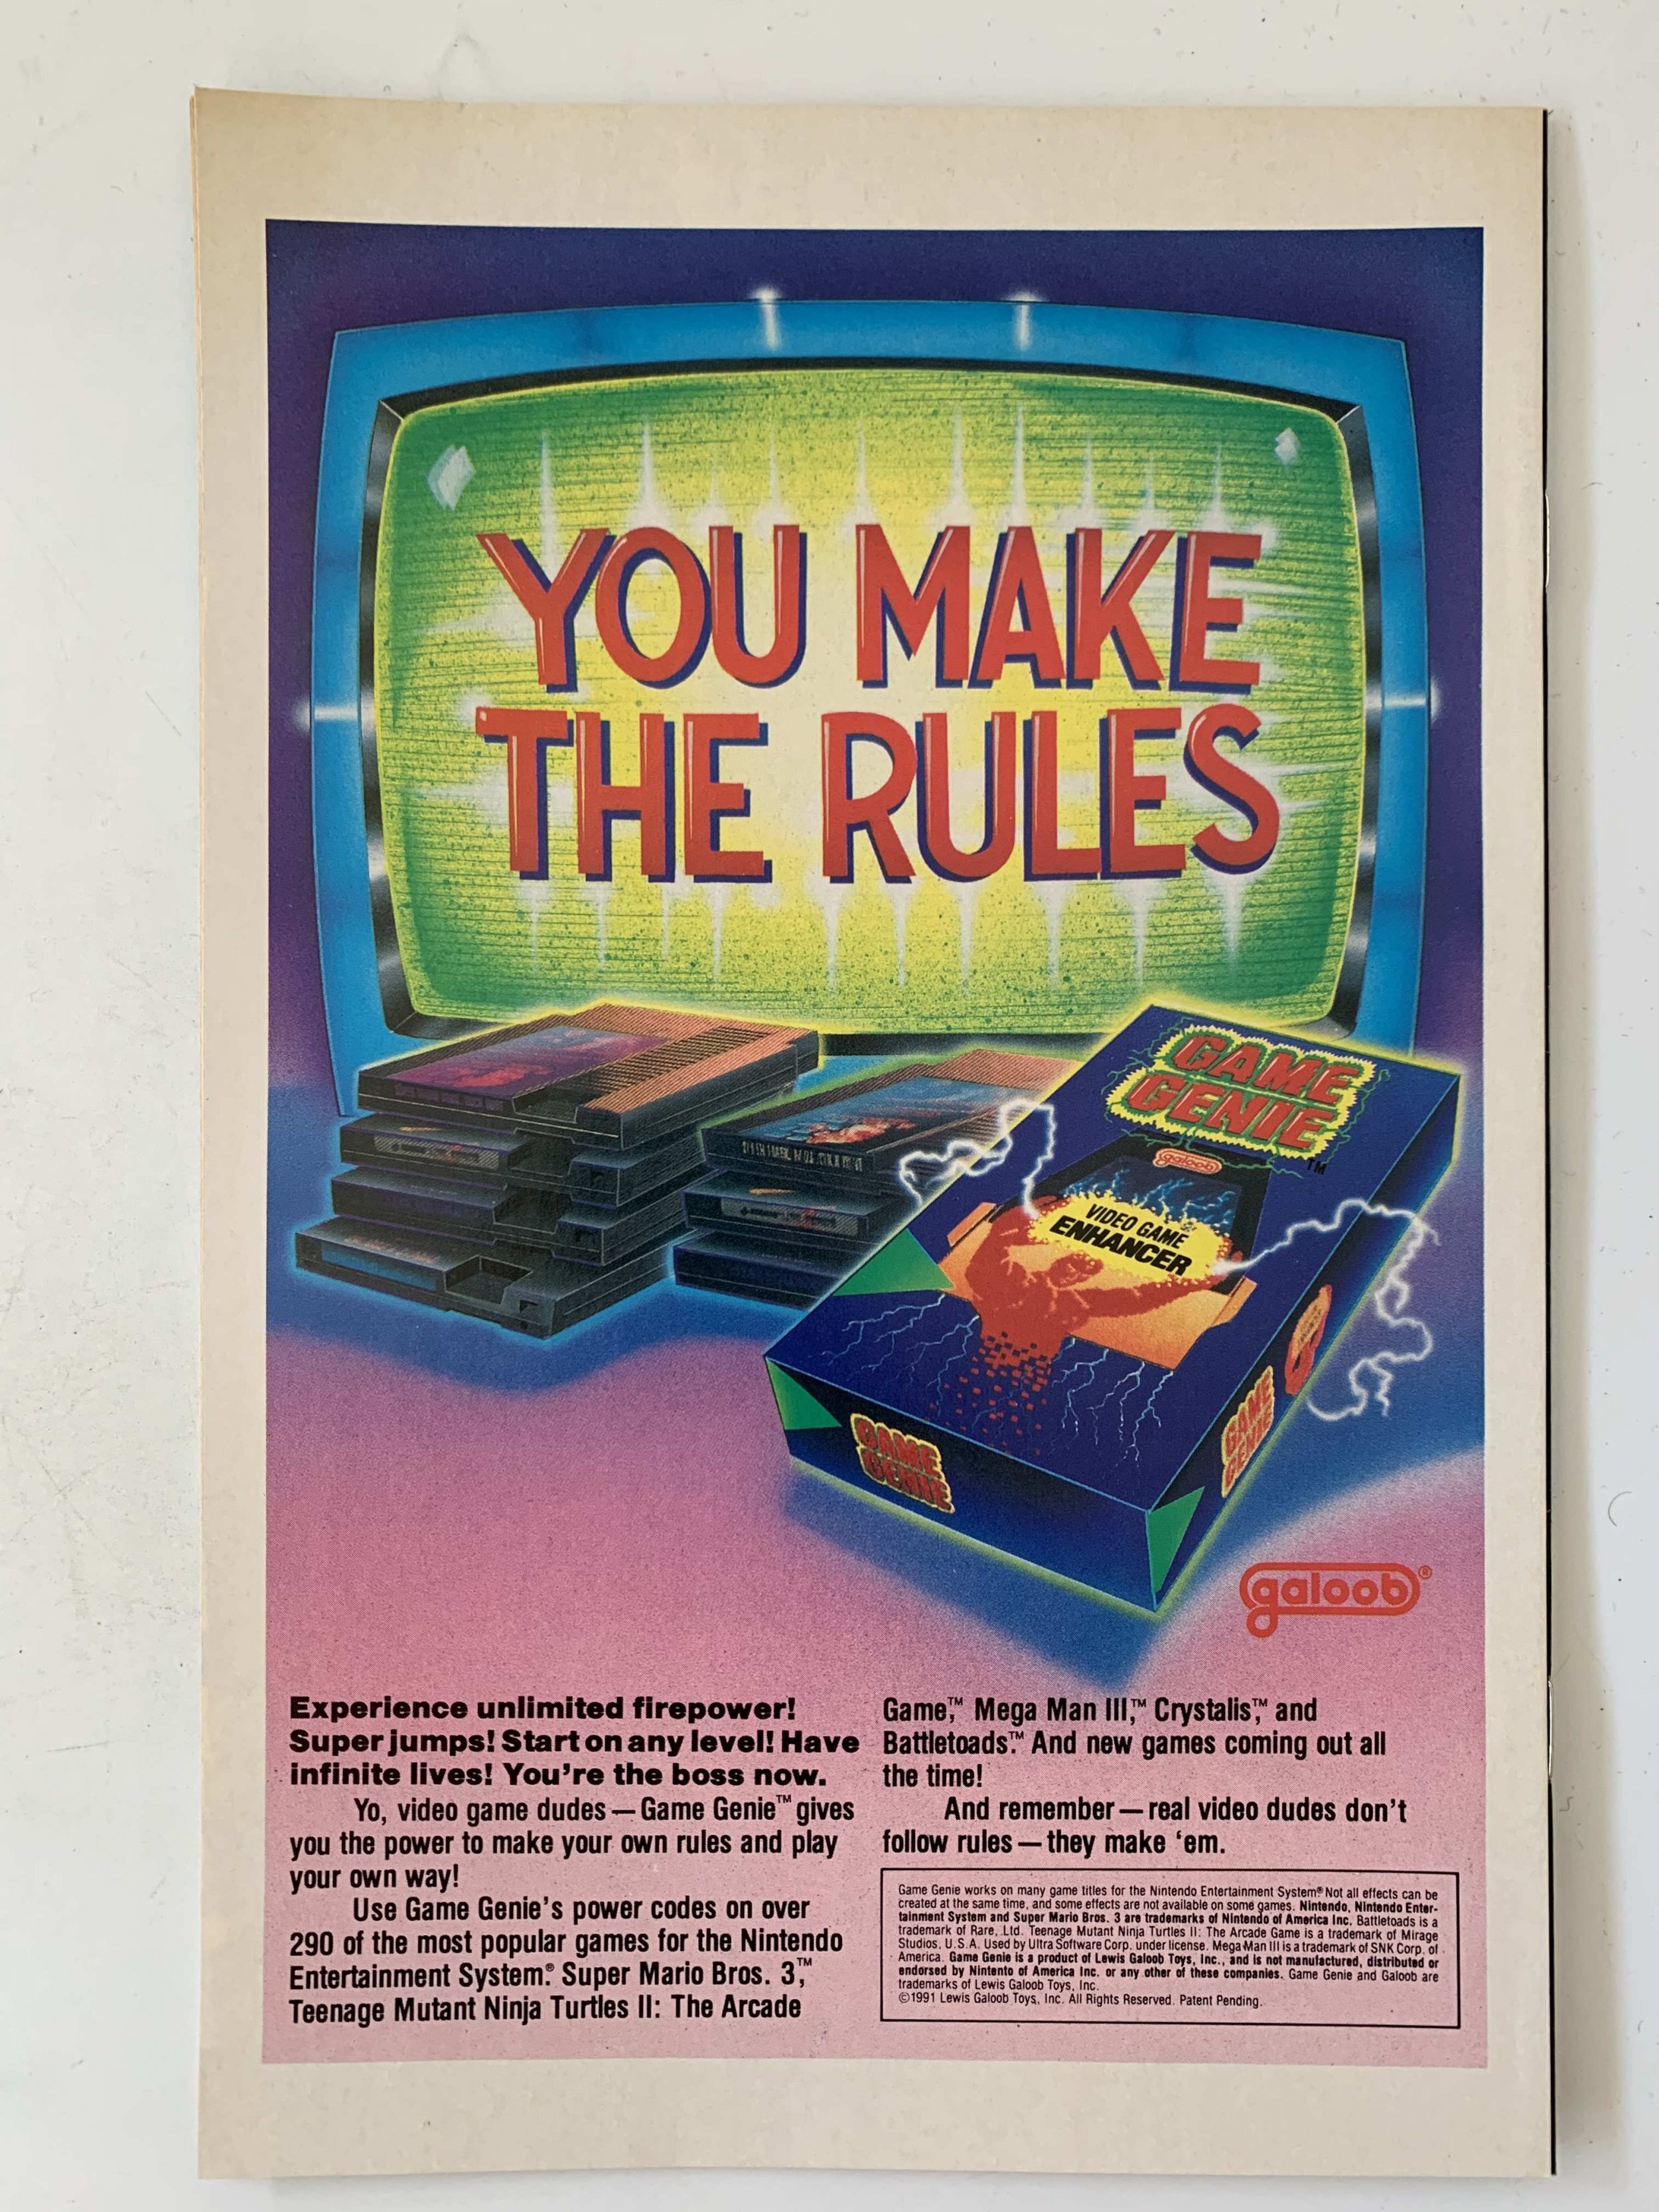 YOU MAKE
THE RULES
GAME
GENIE
TM
galoob
VIDEO GAME
ENHANCER
GAME
GENIE
GAME
GENIE
galoob®
Experience unlimited firepower!
Super jumps! Start on any level! Have
infinite lives! You're the boss now.
Yo, video game dudes — Game Genie™ gives
you the power to make your own rules and play
your own way!
Use Game Genie's power codes on over
290 of the most popular games for the Nintendo
Entertainment System.® Super Mario Bros. 3,™
Teenage Mutant Ninja Turtles II: The Arcade
Game,™ Mega Man III,™ Crystalis,™ and
Battletoads.™ And new games coming out all
the time!
And remember — real video dudes don't
follow rules — they make ‘em.
Game Genie works on many game titles for the Nintendo Entertainment System.® Not all effects can be
created at the same time, and some effects are not available on some games. Nintendo, Nintendo Enter-
tainment System and Super Mario Bros. 3 are trademarks of Nintendo of America Inc. Battletoads is a
trademark of Rare, Ltd. Teenage Mutant Ninja Turtles II: The Arcade Game is a trademark of Mirage
Studios, U.S.A. Used by Ultra Software Corp. under license. Mega Man III is a trademark of SNK Corp. of
America. Game Genie is a product of Lewis Galoob Toys, Inc., and is not manufactured, distributed or
endorsed by Nintento of America Inc. or any other of these companies. Game Genie and Galoob are
trademarks of Lewis Galoob Toys, Inc.
©1991 Lewis Galoob Toys, Inc. All Rights Reserved. Patent Pending.